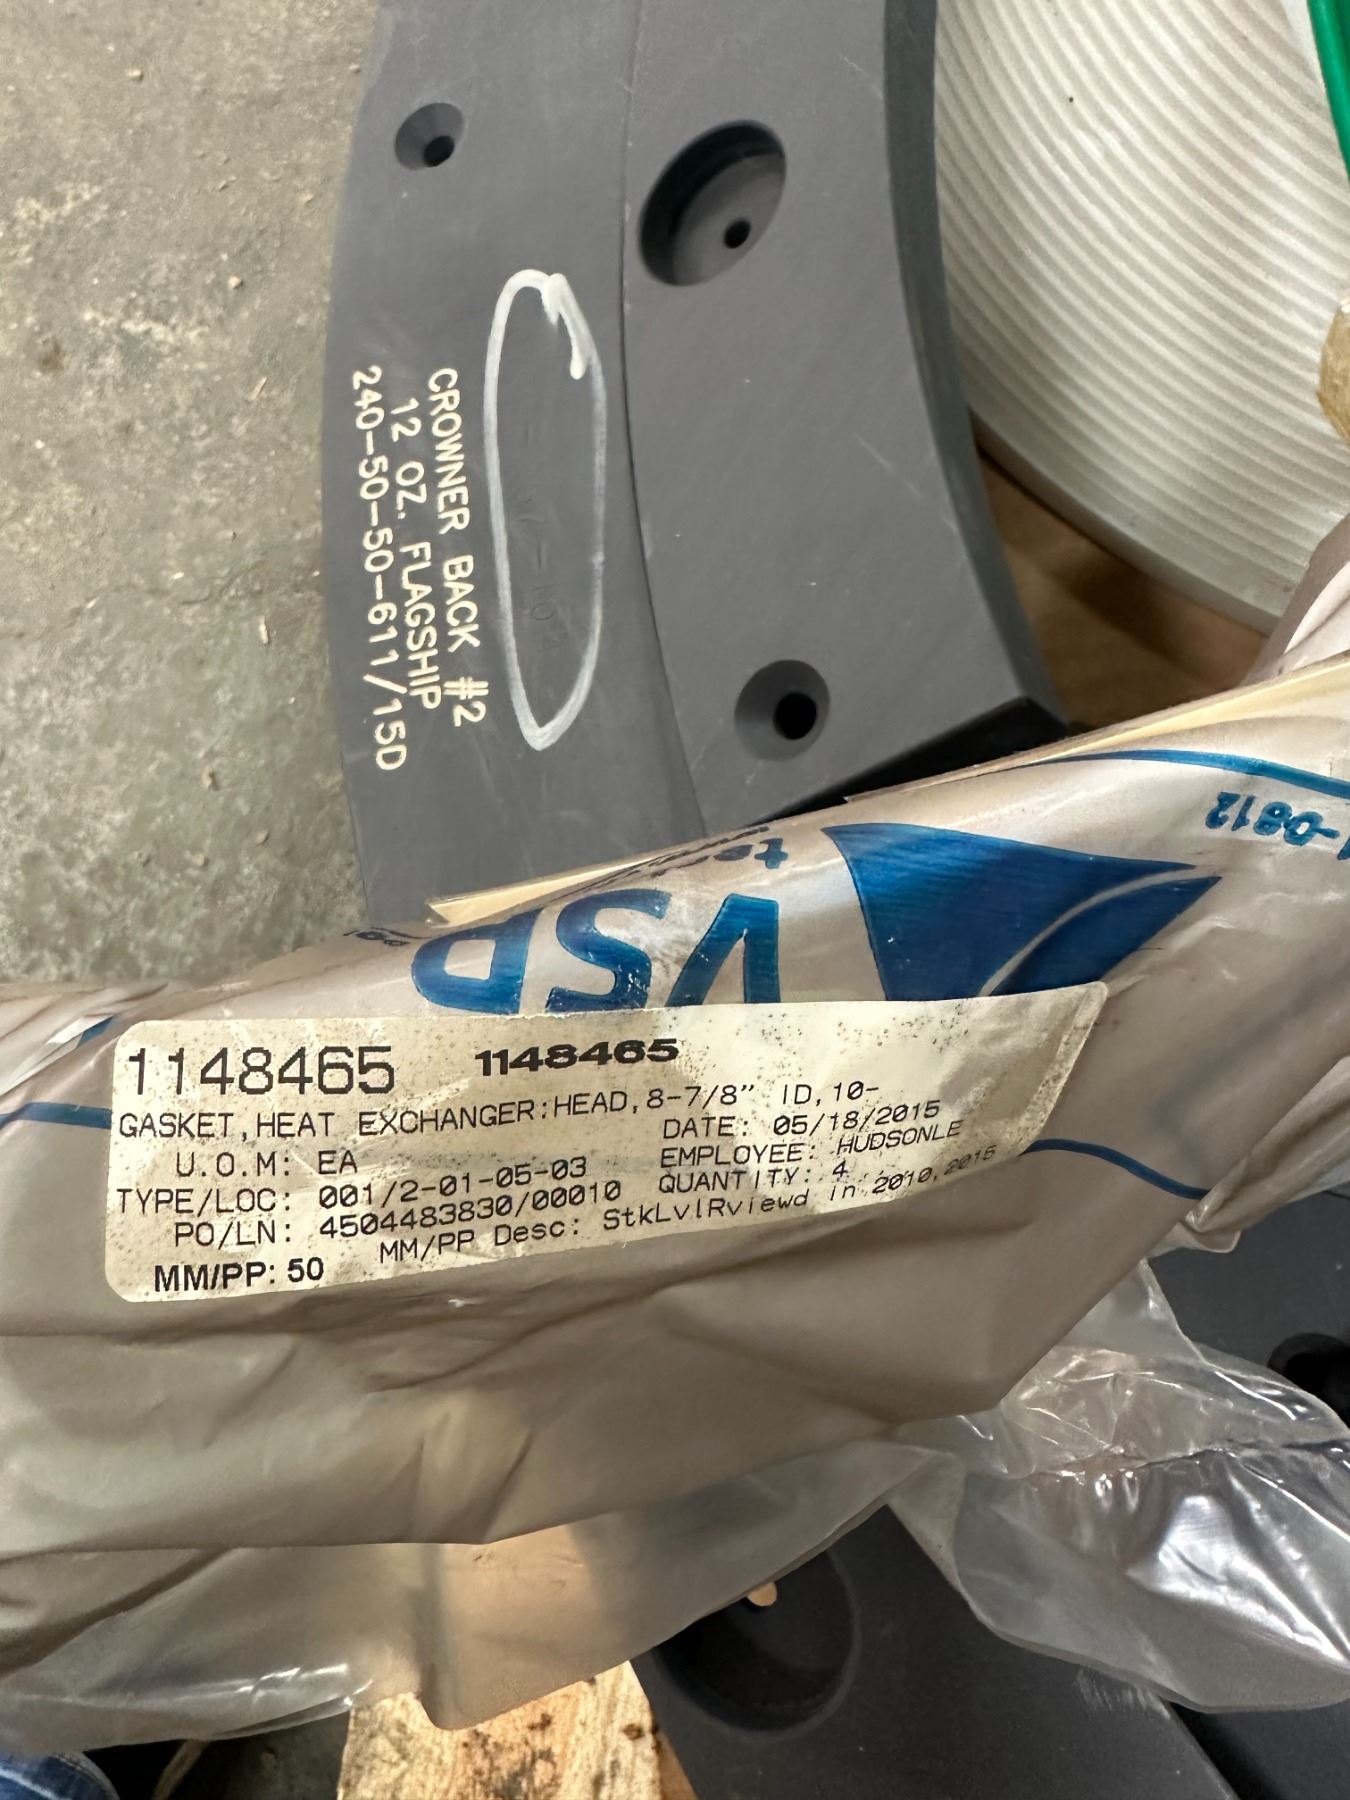 CROWNER BACK #2
12 OZ. FLAGSHIP
240-50-50-611/15D
-0812
VSP
1148465 1148465
GASKET,HEAT EXCHANGER:HEAD,8-7/8" ID,10-
U.O.M: EA DATE: 05/18/2015
TYPE/LOC: 001/2-01-05-03 EMPLOYEE: HUDSONLE
PO/LN: 4504483830/00010 QUANTITY: 4
MM/PP: 50 MM/PP Desc: StkLvlRviewd in 2010,2015